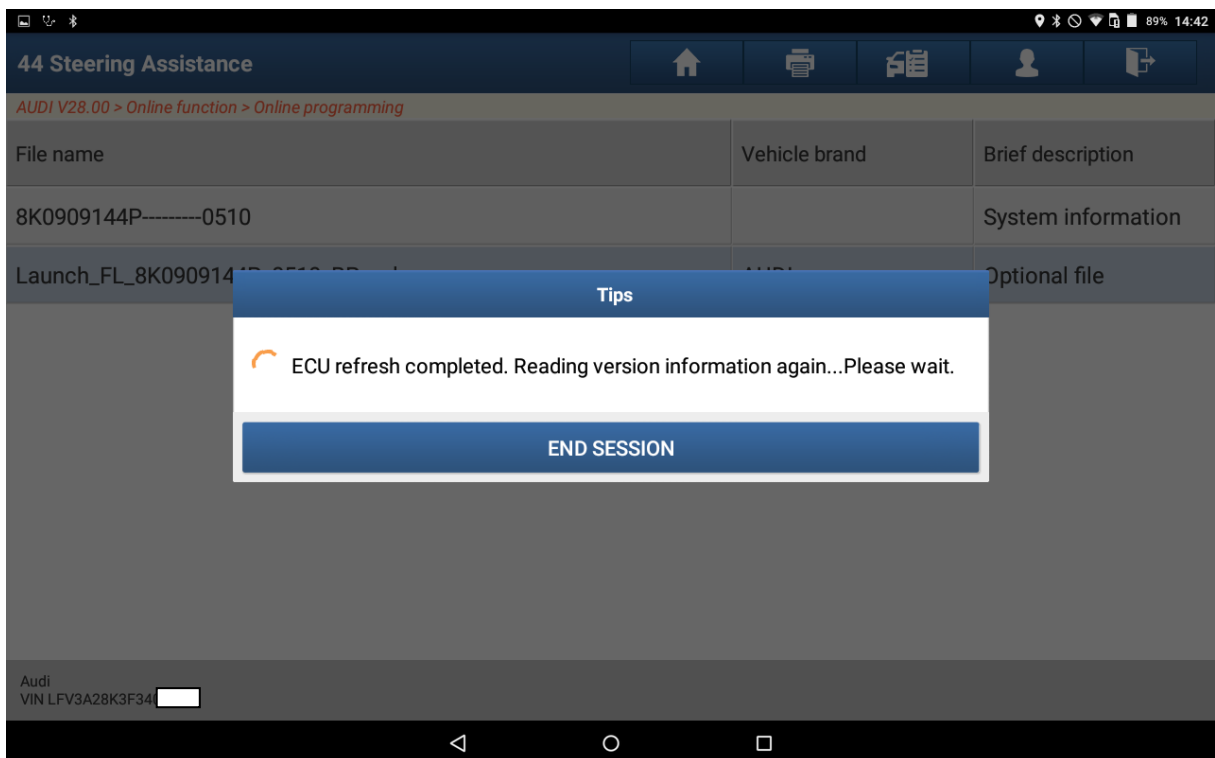 89% 14:42
44 Steering Assistance
AUDI V28.00 > Online function > Online programming
File name Vehicle brand Brief description
8K0909144P---------0510 System information
Launch_FL_8K0909144P Optional file
Tips
ECU refresh completed. Reading version information again...Please wait.
END SESSION
Audi
VIN LFV3A28K3F34